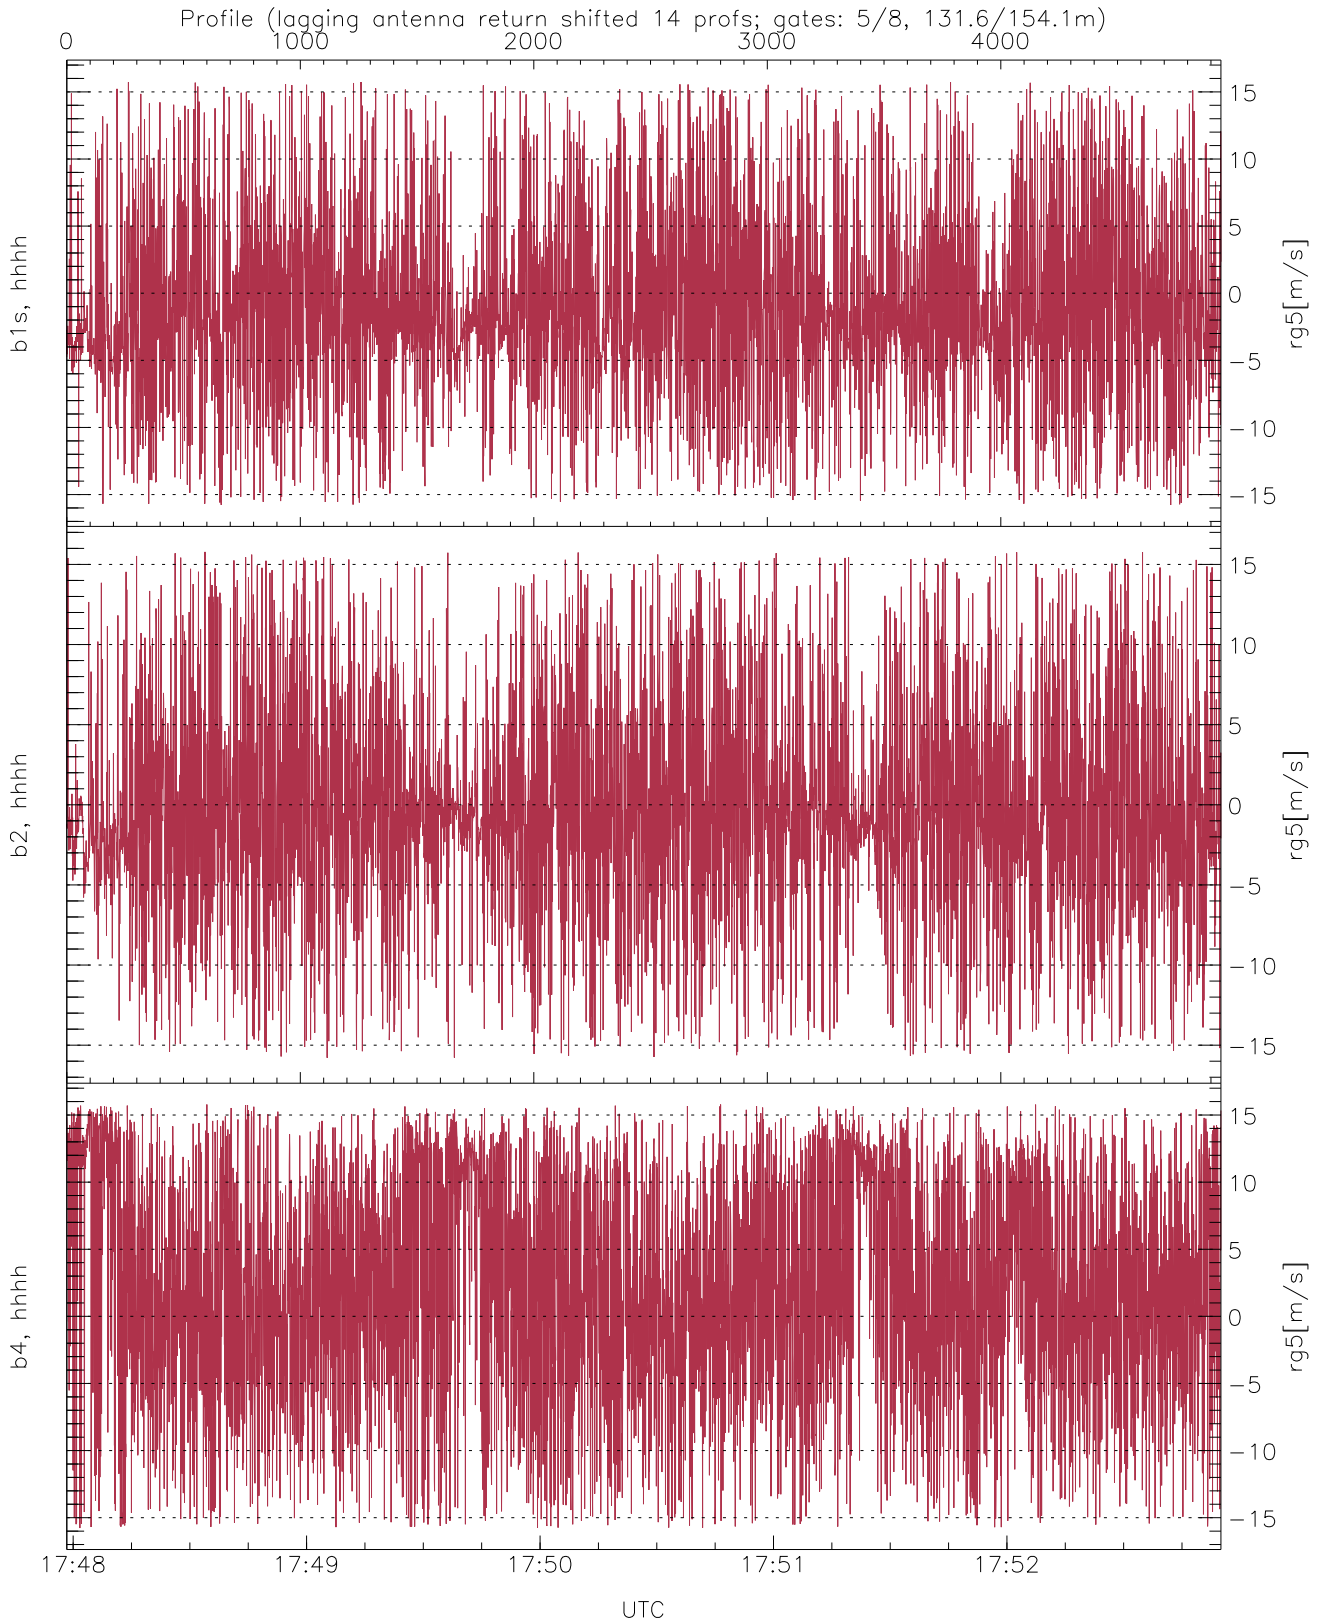 Profile (lagging antenna return shifted 14 profs; gates: 5/8, 131.6/154.1m)
0 1000 2000 3000 4000
15
10
5
0
−5
−10
−15
b1s, hhhh
rg5[m/s]
15
10
5
0
−5
−10
−15
b2, hhhh
rg5[m/s]
15
10
5
0
−5
−10
−15
b4, hhhh
rg5[m/s]
17:48 17:49 17:50 17:51 17:52
UTC